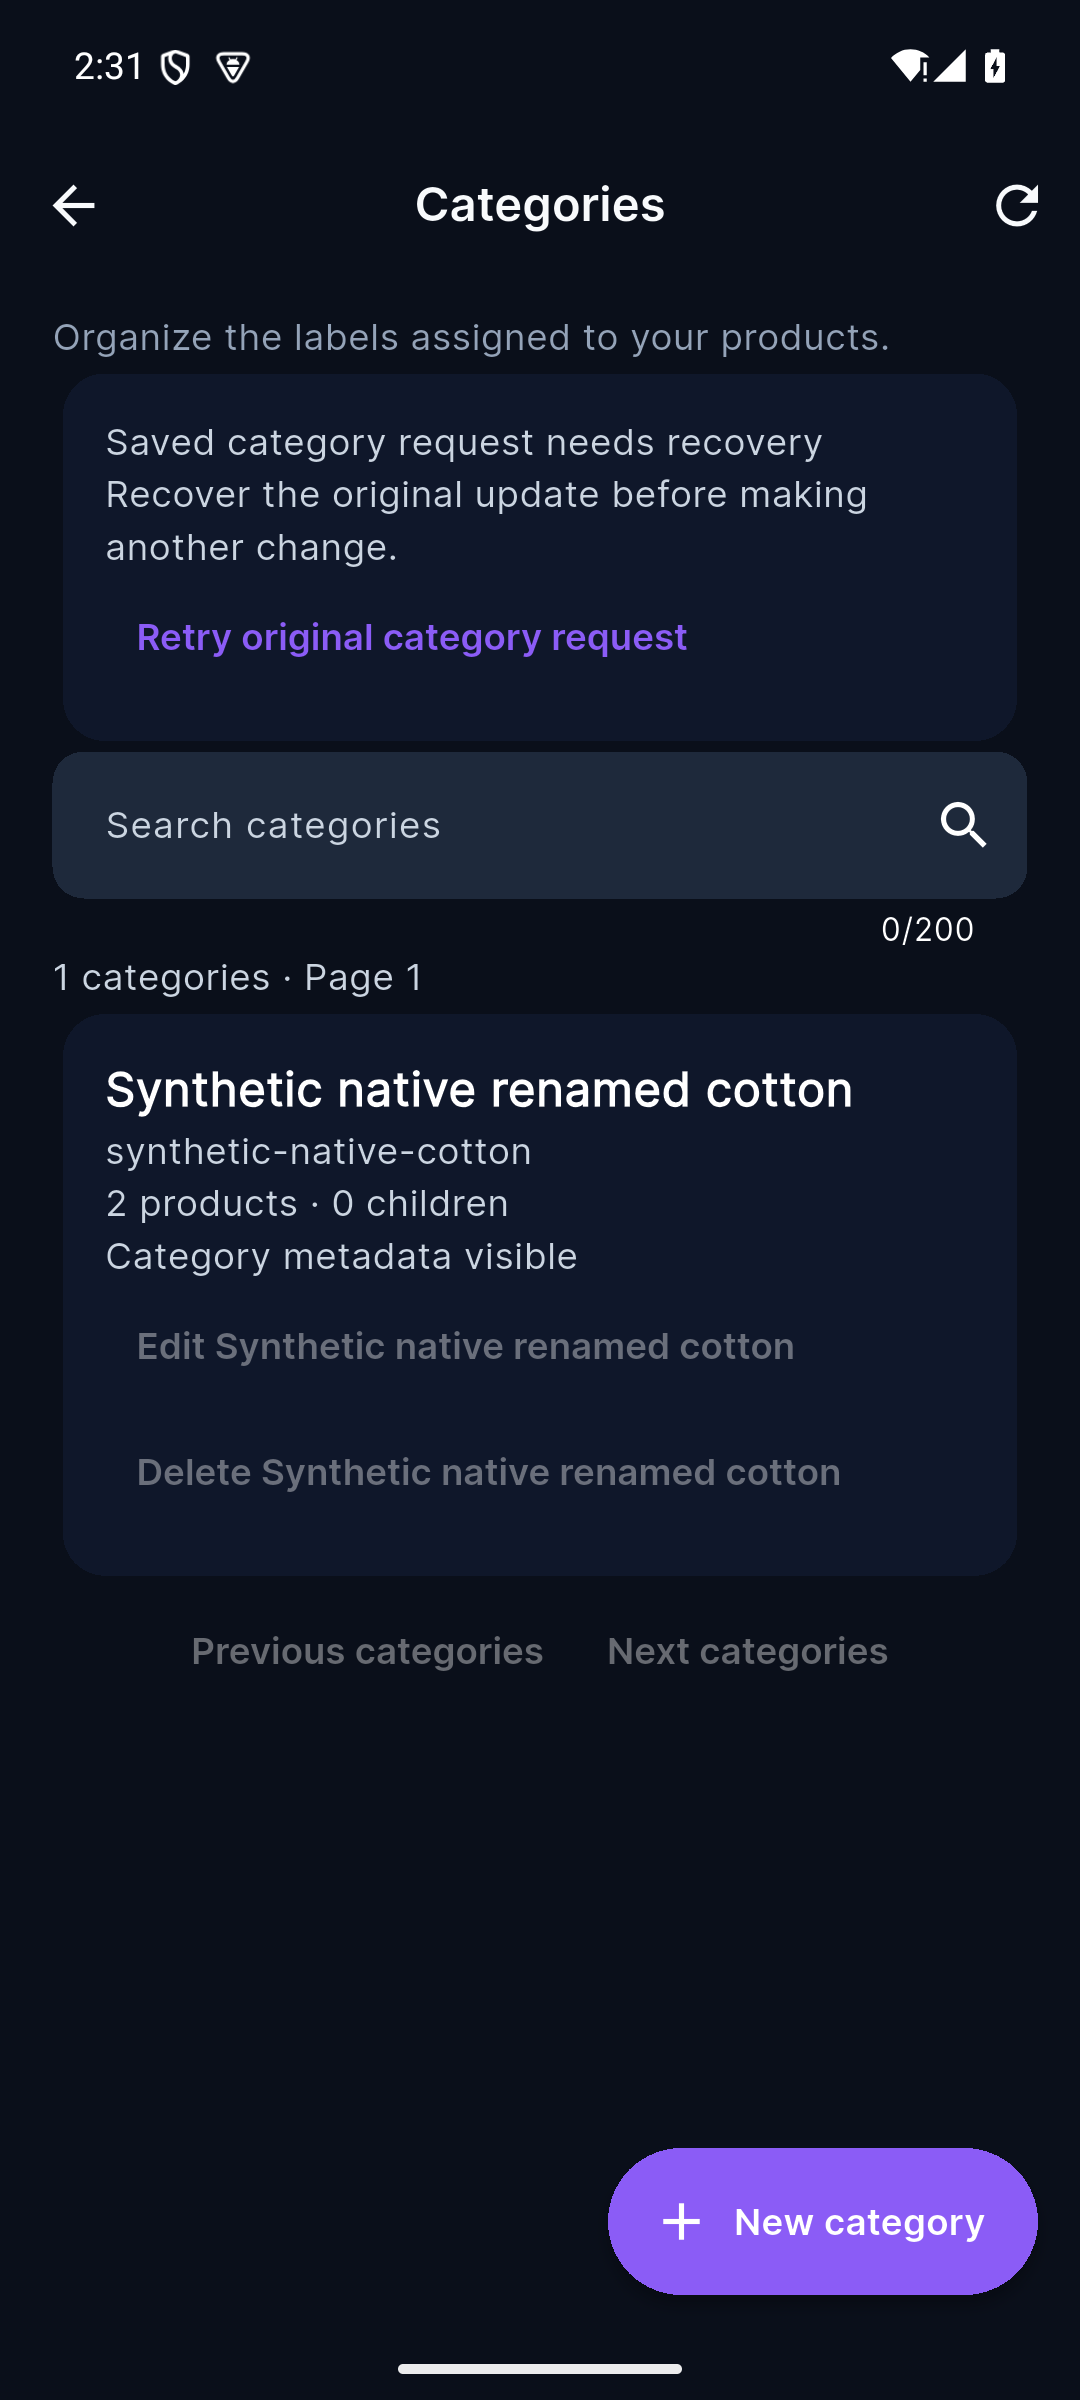 2:31
Categories
Organize the labels assigned to your products.
Saved category request needs recovery
Recover the original update before making
another change.
Retry original category request
Search categories
0/200
1 categories · Page 1
Synthetic native renamed cotton
synthetic-native-cotton
2 products · 0 children
Category metadata visible
Edit Synthetic native renamed cotton
Delete Synthetic native renamed cotton
Previous categories Next categories
New category